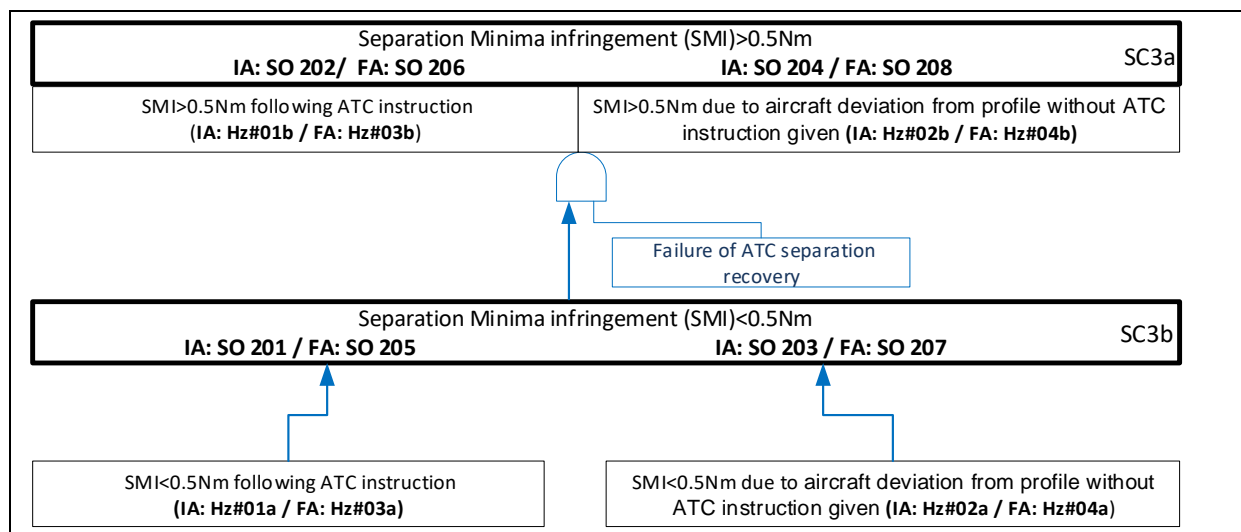 Separation Minima infringement (SMI)>0.5Nm
IA: SO 202/ FA: SO 206
IA: SO 204 / FA: SO 208
SC3a
SMI>0.5Nm following ATC instruction
(IA: Hz#01b / FA: Hz#03b)
SMI>0.5Nm due to aircraft deviation from profile without ATC
instruction given (IA: Hz#02b / FA: Hz#04b)
Failure of ATC separation
recovery
Separation Minima infringement (SMI)<0.5Nm
IA: SO 201 / FA: SO 205
IA: SO 203 / FA: SO 207
SC3b
SMI<0.5Nm following ATC instruction
(IA: Hz#01a / FA: Hz#03a)
SMI<0.5Nm due to aircraft deviation from profile without
ATC instruction given (IA: Hz#02a / FA: Hz#04a)